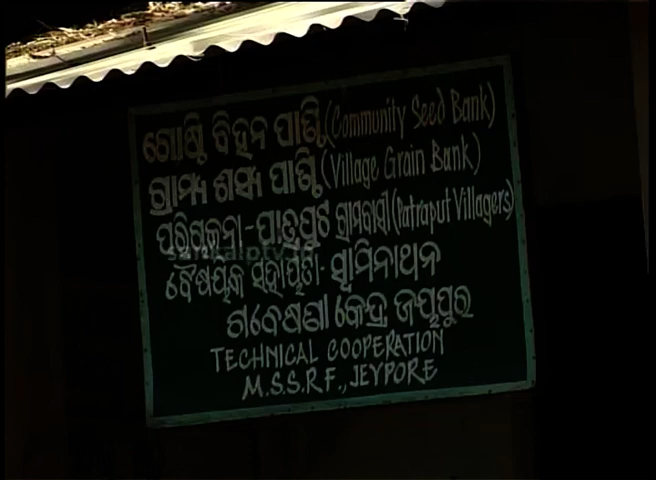 ଗୋଷ୍ଠି ବିହନ ପାଣ୍ଠି (Community Seed Bank)
ଗ୍ରାମ୍ୟ ଶସ୍ୟ ପାଣ୍ଠି (Village Grain Bank)
ପରିଚାଳନା - ପାତ୍ରପୁଟ ଗ୍ରାମବାସୀ (Patraput Villagers)
ବୈଷୟିକ ସହାୟତା - ସ୍ୱାମିନାଥନ
ଗବେଷଣା କେନ୍ଦ୍ର ଜୟପୁର
TECHNICAL COOPERATION
M.S.S.R.F., JEYPORE